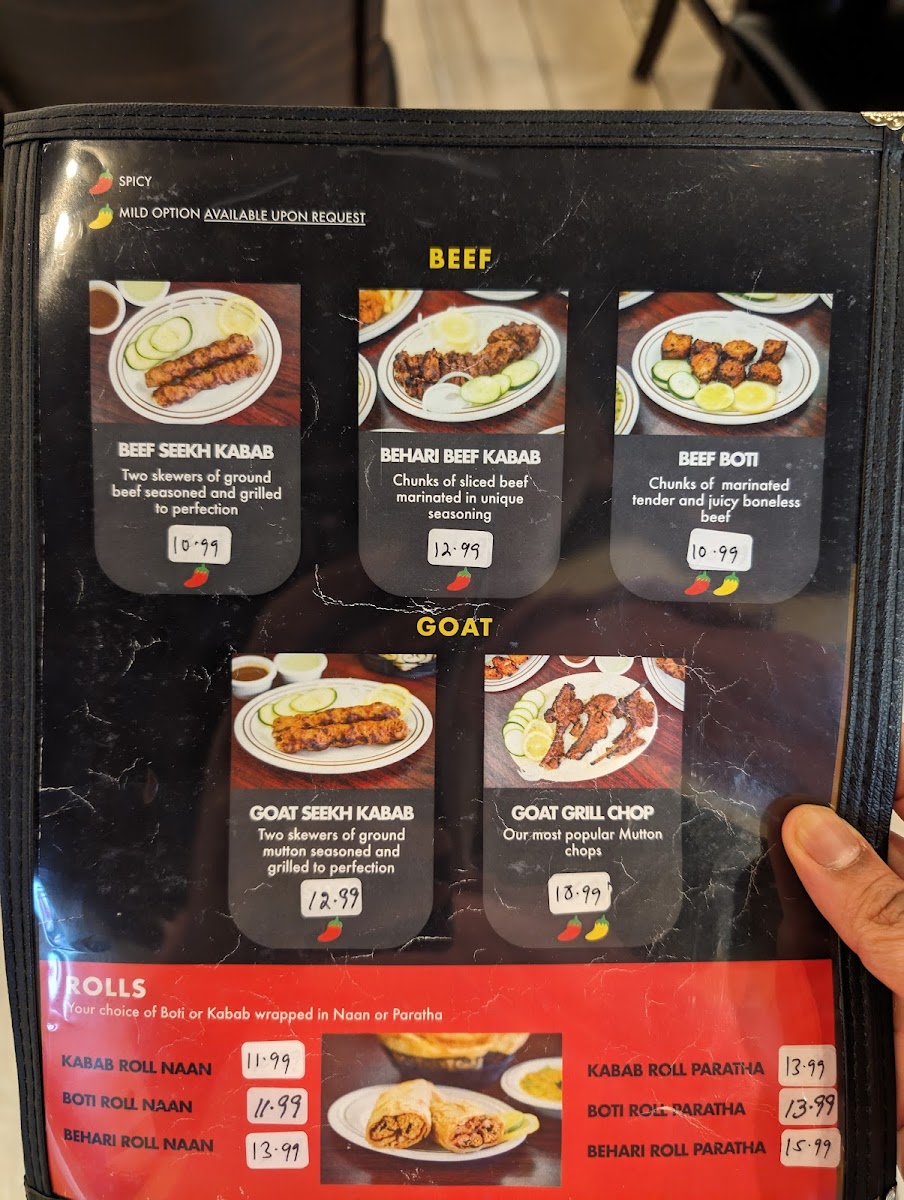 SPICY
MILD OPTION AVAILABLE UPON REQUEST
BEEF
BEEF SEEKH KABAB
Two skewers of ground
beef seasoned and grilled
to perfection
10.99
BEHARI BEEF KABAB
Chunks of sliced beef
marinated in unique
seasoning
12.99
BEEF BOTI
Chunks of marinated
tender and juicy boneless
beef
10.99
GOAT
GOAT SEEKH KABAB
Two skewers of ground
mutton seasoned and
grilled to perfection
12.99
GOAT GRILL CHOP
Our most popular Mutton
chops
18.99
ROLLS
Your choice of Boti or Kabab wrapped in Naan or Paratha
KABAB ROLL NAAN 11.99
BOTI ROLL NAAN 11.99
BEHARI ROLL NAAN 13.99
KABAB ROLL PARATHA 13.99
BOTI ROLL PARATHA 13.99
BEHARI ROLL PARATHA 15.99